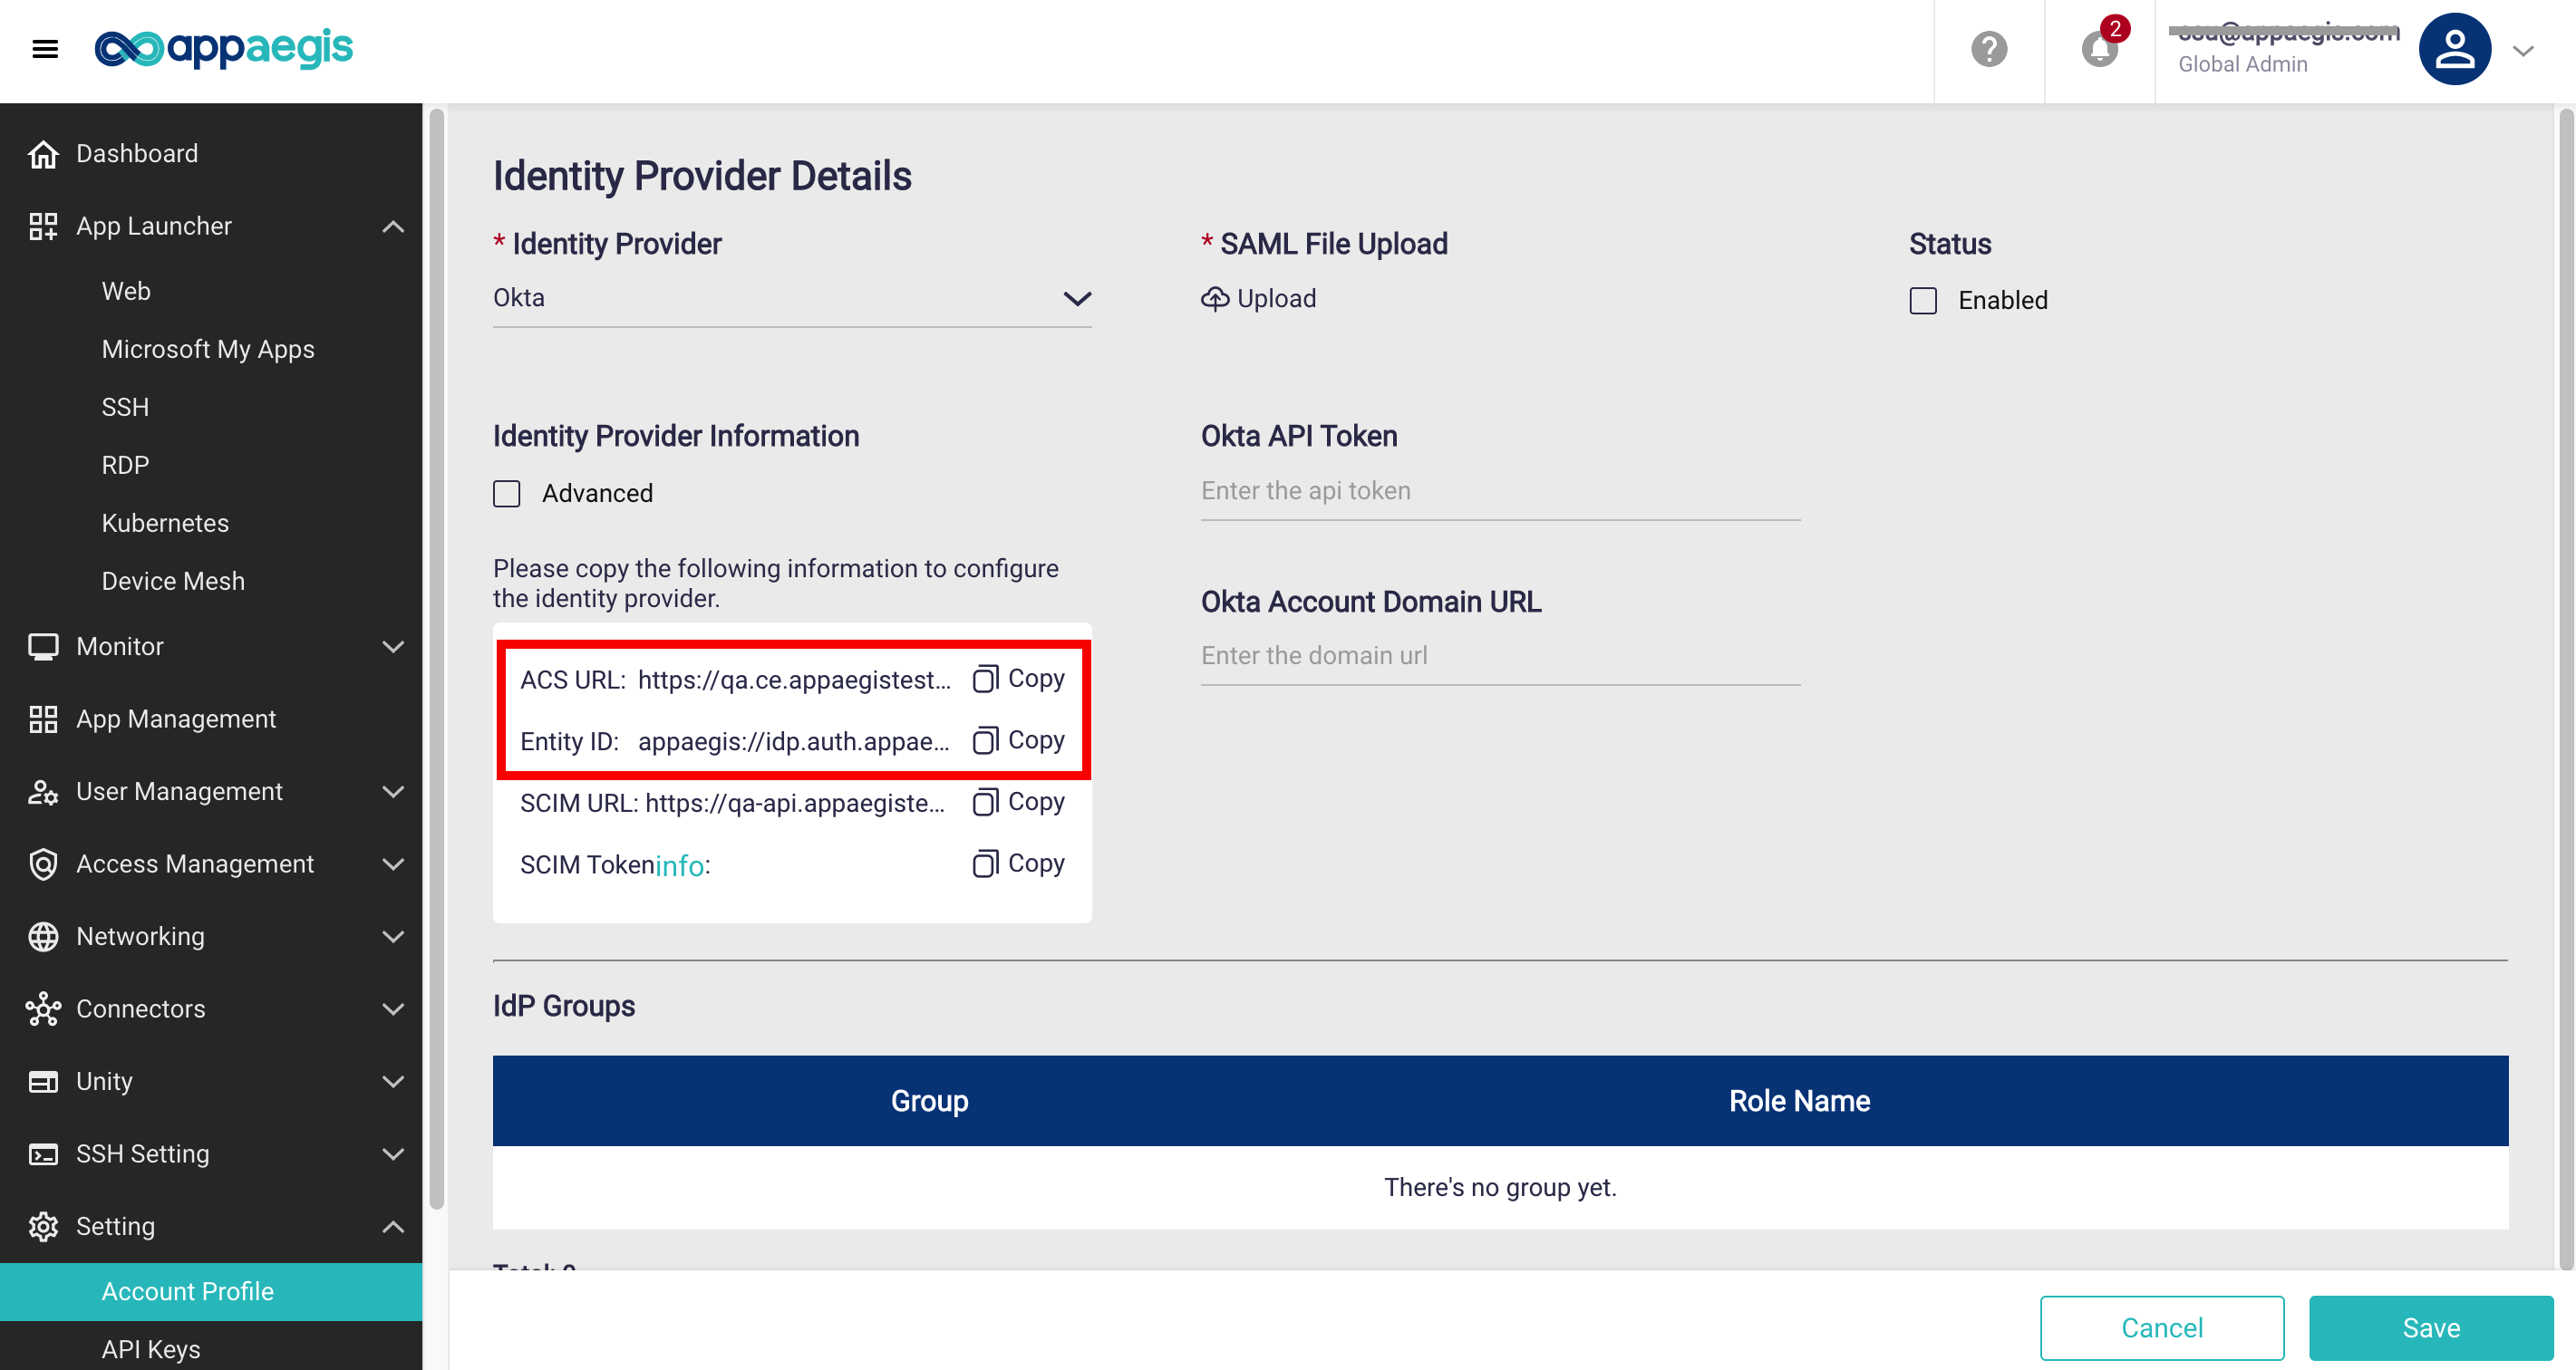 appaegis
2
ssu@appaegis.com
Global Admin
Dashboard
App Launcher
Web
Microsoft My Apps
SSH
RDP
Kubernetes
Device Mesh
Monitor
App Management
User Management
Access Management
Networking
Connectors
Unity
SSH Setting
Setting
Account Profile
API Keys
Identity Provider Details
* Identity Provider
Okta
* SAML File Upload
Upload
Status
Enabled
Identity Provider Information
Advanced
Okta API Token
Enter the api token
Please copy the following information to configure
the identity provider.
Okta Account Domain URL
Enter the domain url
ACS URL: https://qa.ce.appaegistest... Copy
Entity ID: appaegis://idp.auth.appae... Copy
SCIM URL: https://qa-api.appaegiste... Copy
SCIM Tokeninfo: Copy
IdP Groups
Group Role Name
There's no group yet.
Total: 0
Cancel
Save